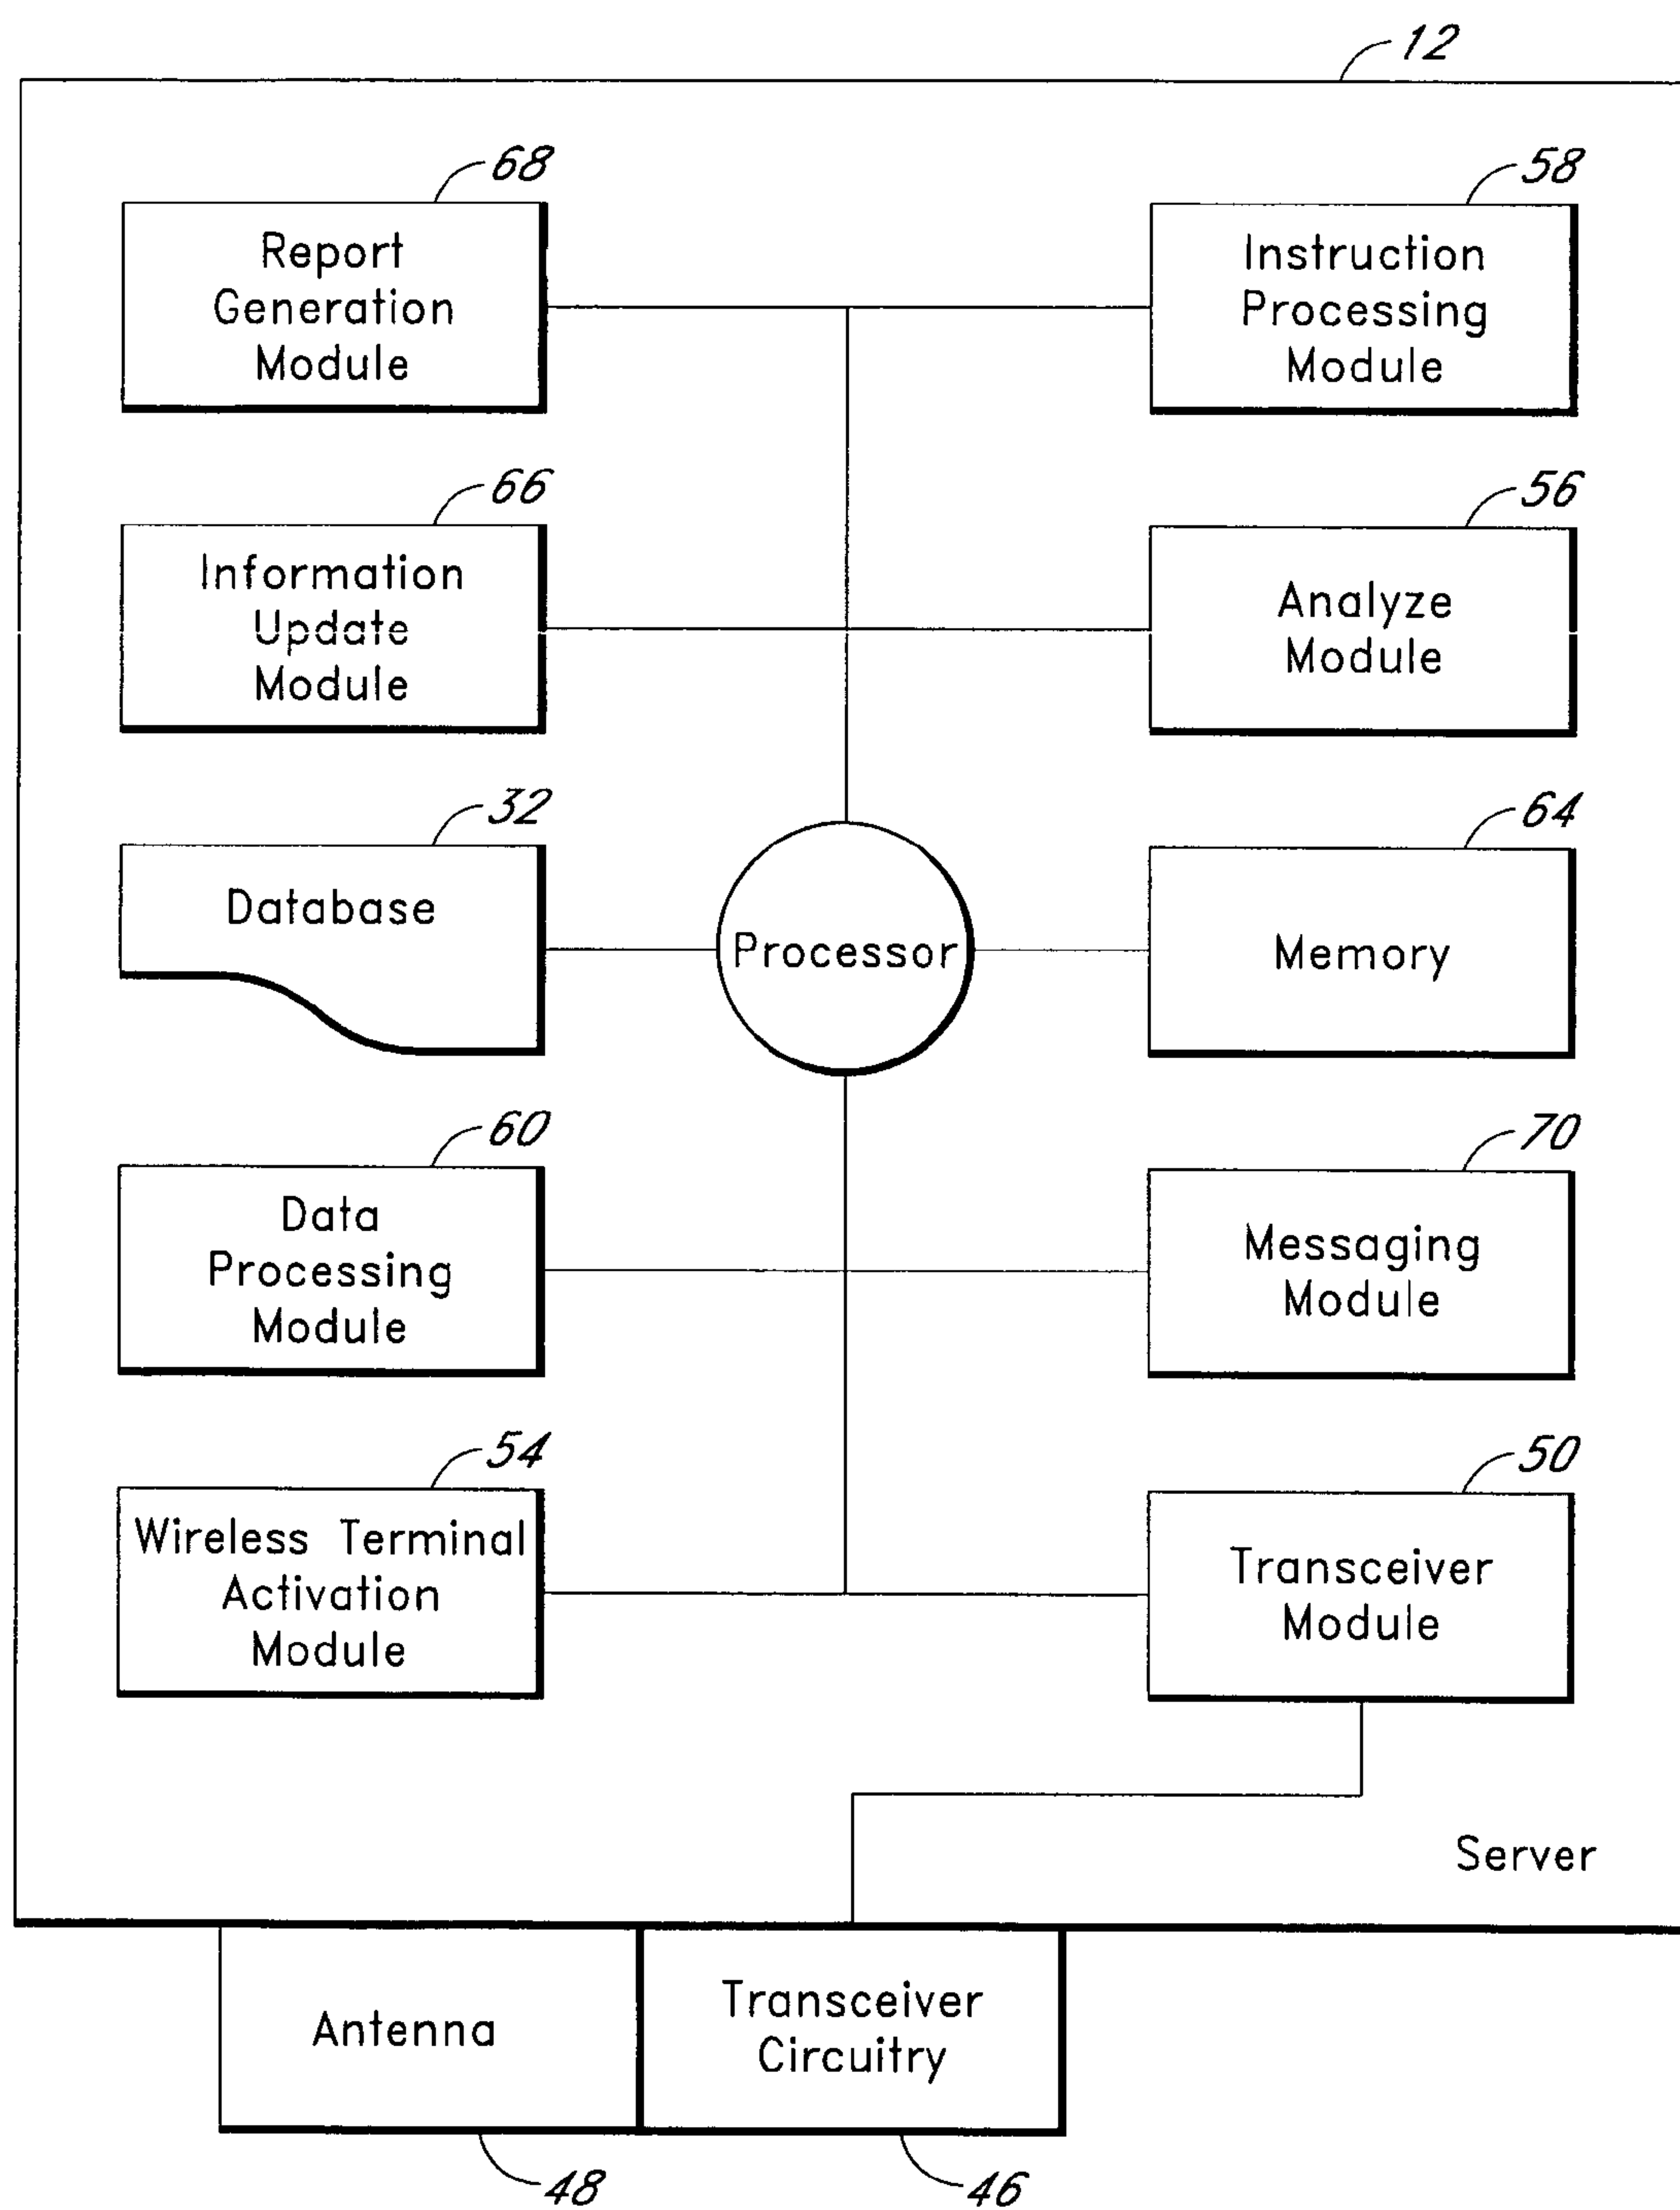 12
68
Report
Generation
Module
58
Instruction
Processing
Module
66
Information
Update
Module
56
Analyze
Module
32
Database
Processor
64
Memory
60
Data
Processing
Module
70
Messaging
Module
54
Wireless Terminal
Activation
Module
50
Transceiver
Module
Server
Antenna
Transceiver
Circuitry
48
46